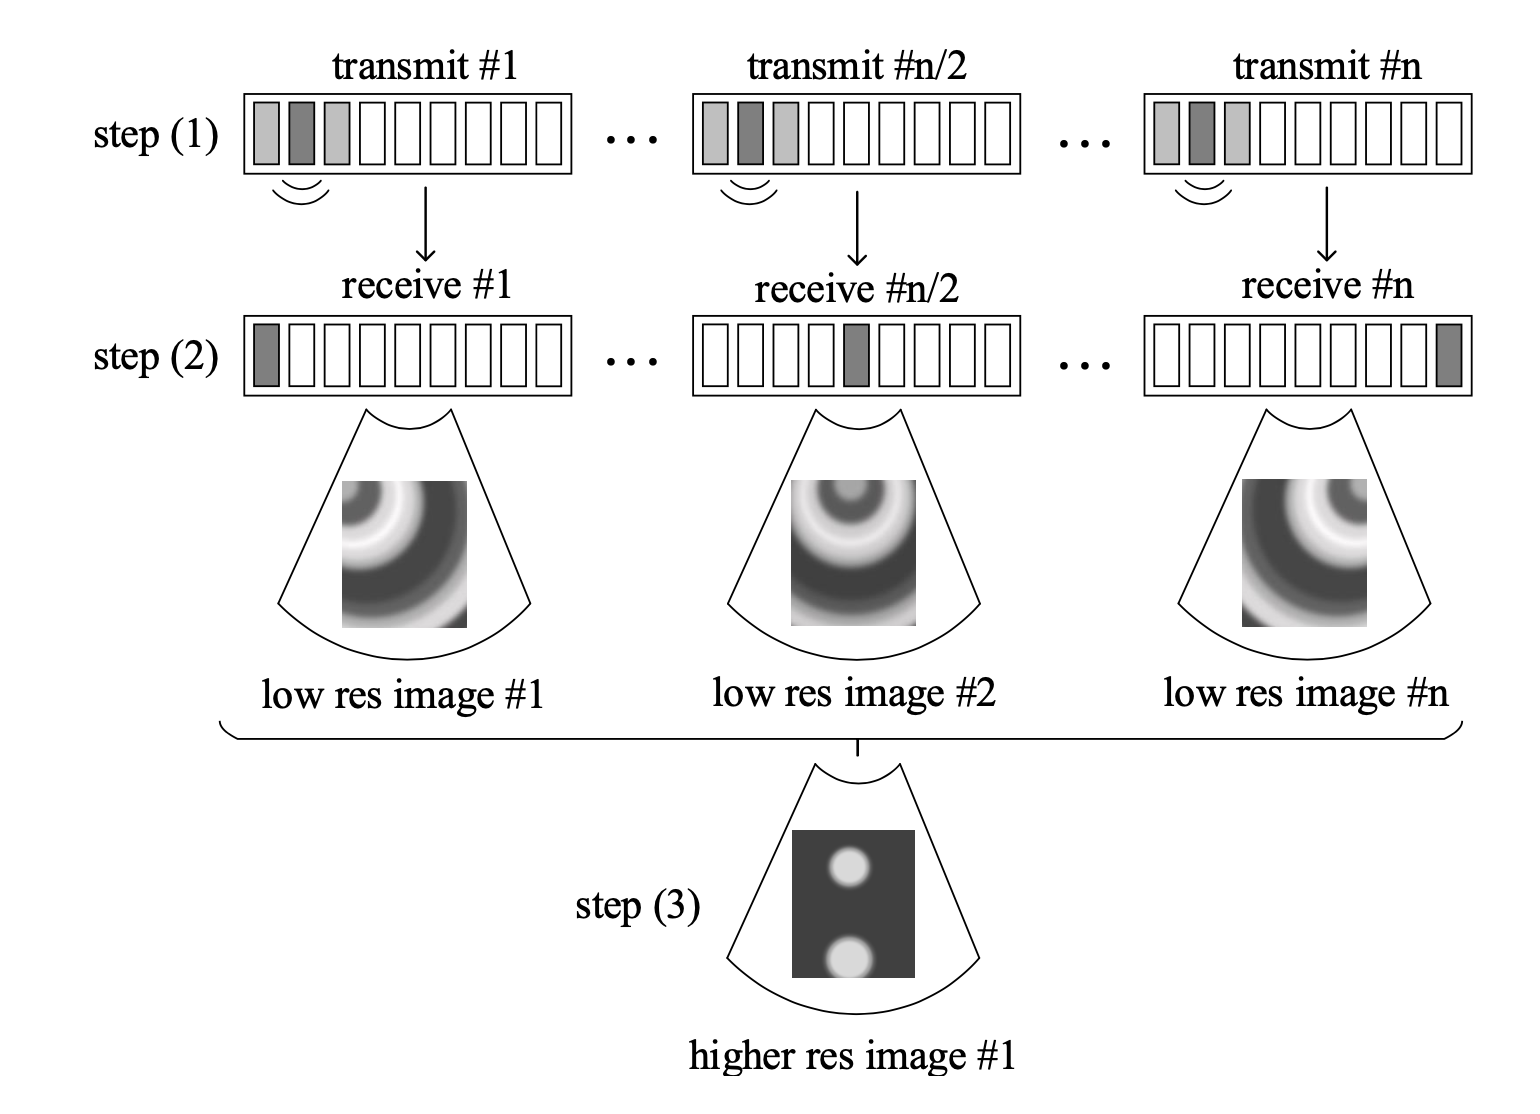 transmit #1 transmit #n/2 transmit #n
step (1) ... ...
receive #1 receive #n/2 receive #n
step (2) ... ...
low res image #1 low res image #2 low res image #n
step (3)
higher res image #1